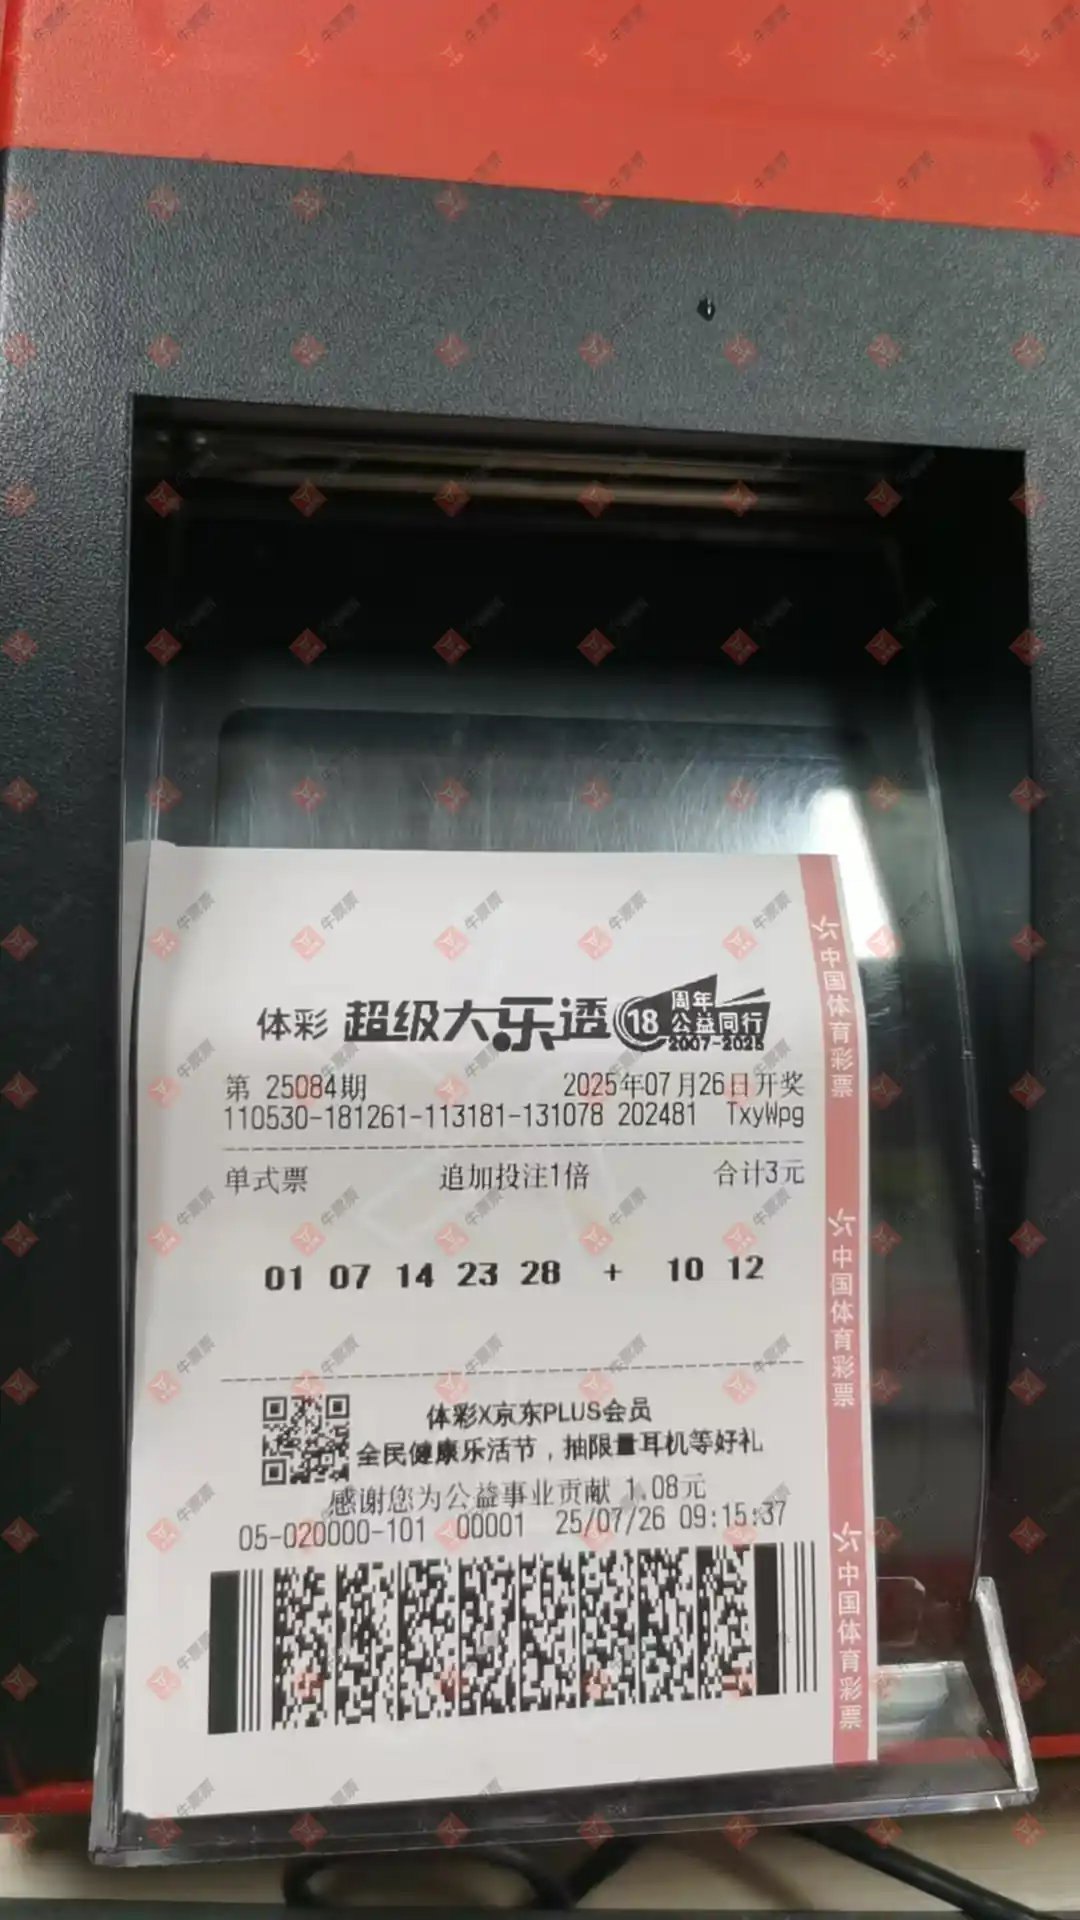 体彩 超级大乐透 18 周年 公益同行 2007-2025
第 25084期 2025年07月26日开奖
110530-181261-113181-131078 202481 TxyWpg
单式票 追加投注1倍 合计3元
01 07 14 23 28 + 10 12
体彩X京东PLUS会员
全民健康乐活节，抽限量耳机等好礼
感谢您为公益事业贡献 1.08元
05-020000-101 00001 25/07/26 09:15:37
中国体育彩票
中国体育彩票
中国体育彩票
牛票票